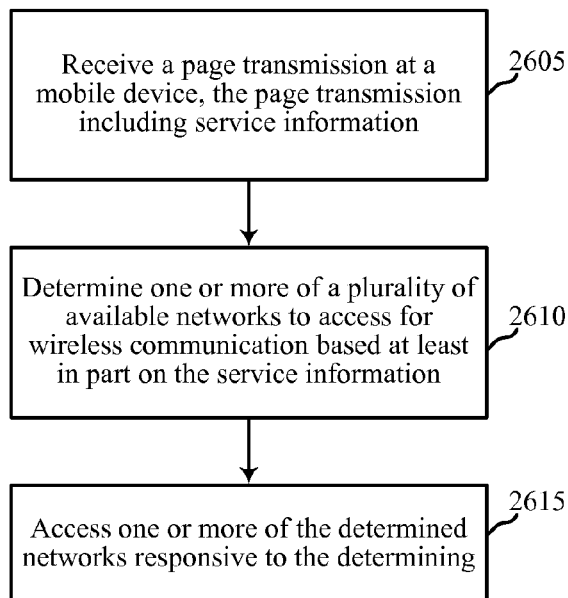 Receive a page transmission at a
mobile device, the page transmission
including service information
2605
Determine one or more of a plurality of
available networks to access for
wireless communication based at least
in part on the service information
2610
Access one or more of the determined
networks responsive to the determining
2615